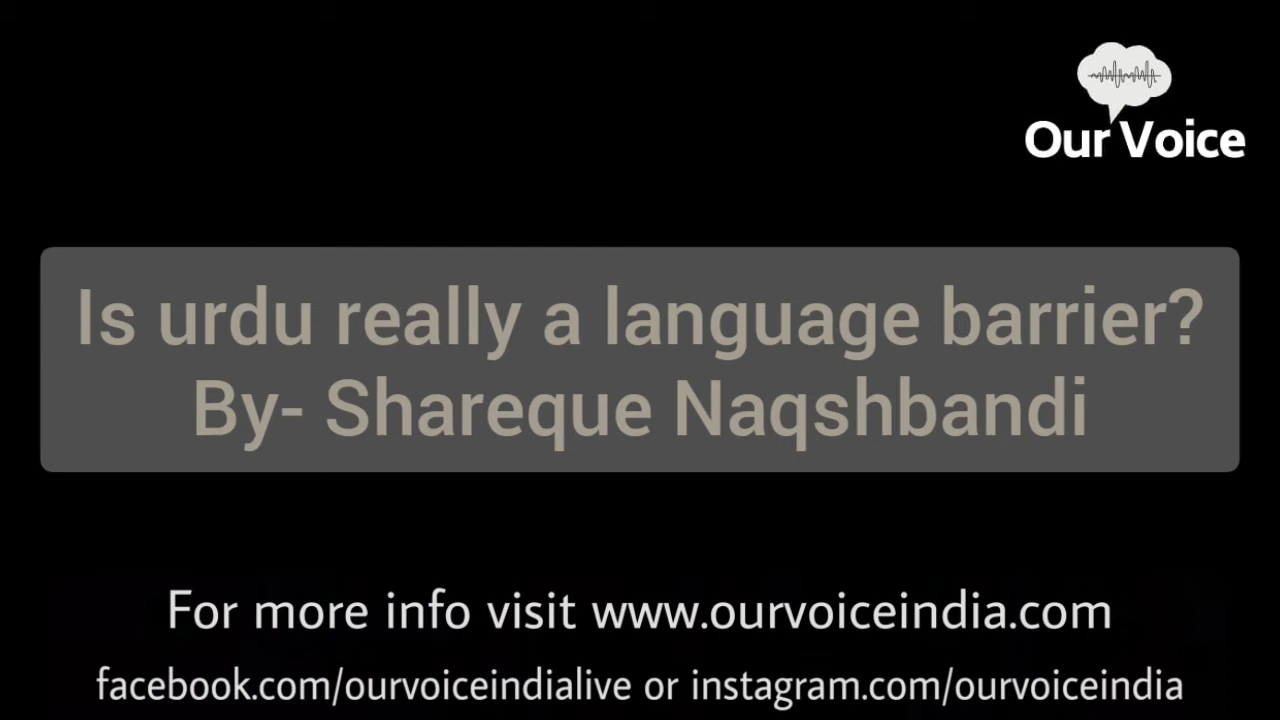 Our Voice
Is urdu really a language barrier?
By- Shareque Naqshbandi
For more info visit www.ourvoiceindia.com
facebook.com/ourvoiceindialive or instagram.com/ourvoiceindia